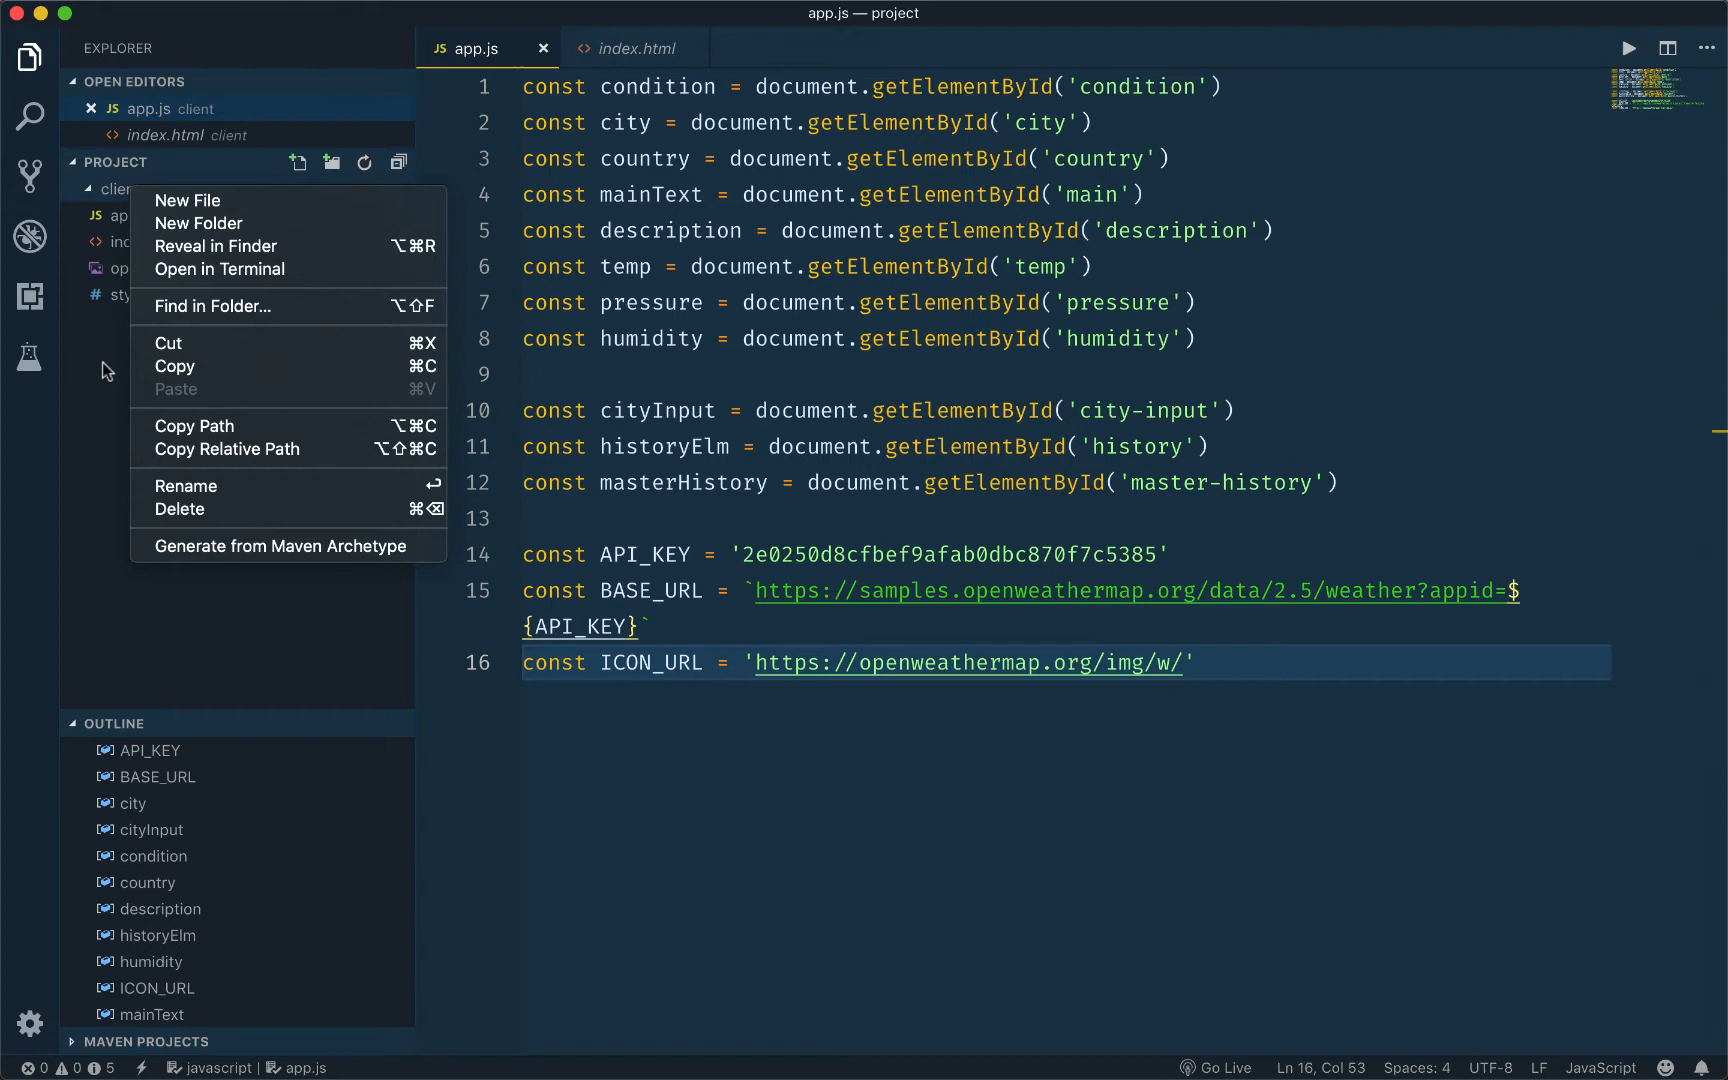 app.js — project
EXPLORER
OPEN EDITORS
JS app.js client
<> index.html client
PROJECT
clien
JS ap
<> ind
op
# sty
New File
New Folder
Reveal in Finder ⌥⌘R
Open in Terminal
Find in Folder... ⌥⇧F
Cut ⌘X
Copy ⌘C
Paste ⌘V
Copy Path ⌥⌘C
Copy Relative Path ⌥⇧⌘C
Rename ↩
Delete ⌘⌫
Generate from Maven Archetype
OUTLINE
API_KEY
BASE_URL
city
cityInput
condition
country
description
historyElm
humidity
ICON_URL
mainText
MAVEN PROJECTS
JS app.js
<> index.html
1 const condition = document.getElementById('condition')
2 const city = document.getElementById('city')
3 const country = document.getElementById('country')
4 const mainText = document.getElementById('main')
5 const description = document.getElementById('description')
6 const temp = document.getElementById('temp')
7 const pressure = document.getElementById('pressure')
8 const humidity = document.getElementById('humidity')
9
10 const cityInput = document.getElementById('city-input')
11 const historyElm = document.getElementById('history')
12 const masterHistory = document.getElementById('master-history')
13
14 const API_KEY = '2e0250d8cfbef9afab0dbc870f7c5385'
15 const BASE_URL = `https://samples.openweathermap.org/data/2.5/weather?appid=$
{API_KEY}`
16 const ICON_URL = 'https://openweathermap.org/img/w/'
0 0 5 javascript | app.js Go Live Ln 16, Col 53 Spaces: 4 UTF-8 LF JavaScript